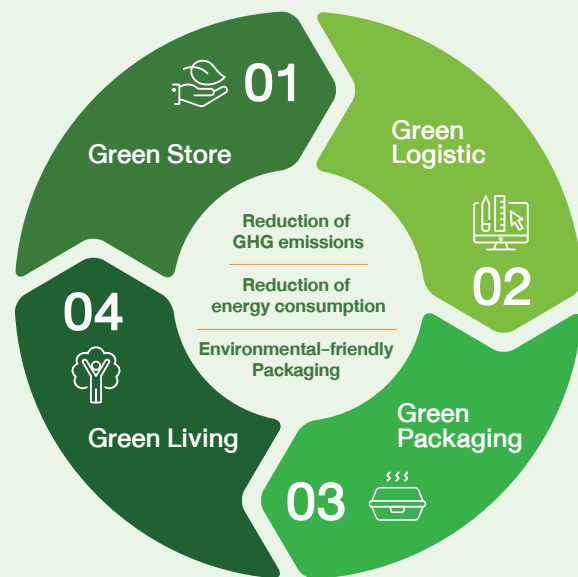 01
Green Store
Green
Logistic
02
Green
Packaging
03
04
Green Living
Reduction of
GHG emissions
Reduction of
energy consumption
Environmental-friendly
Packaging